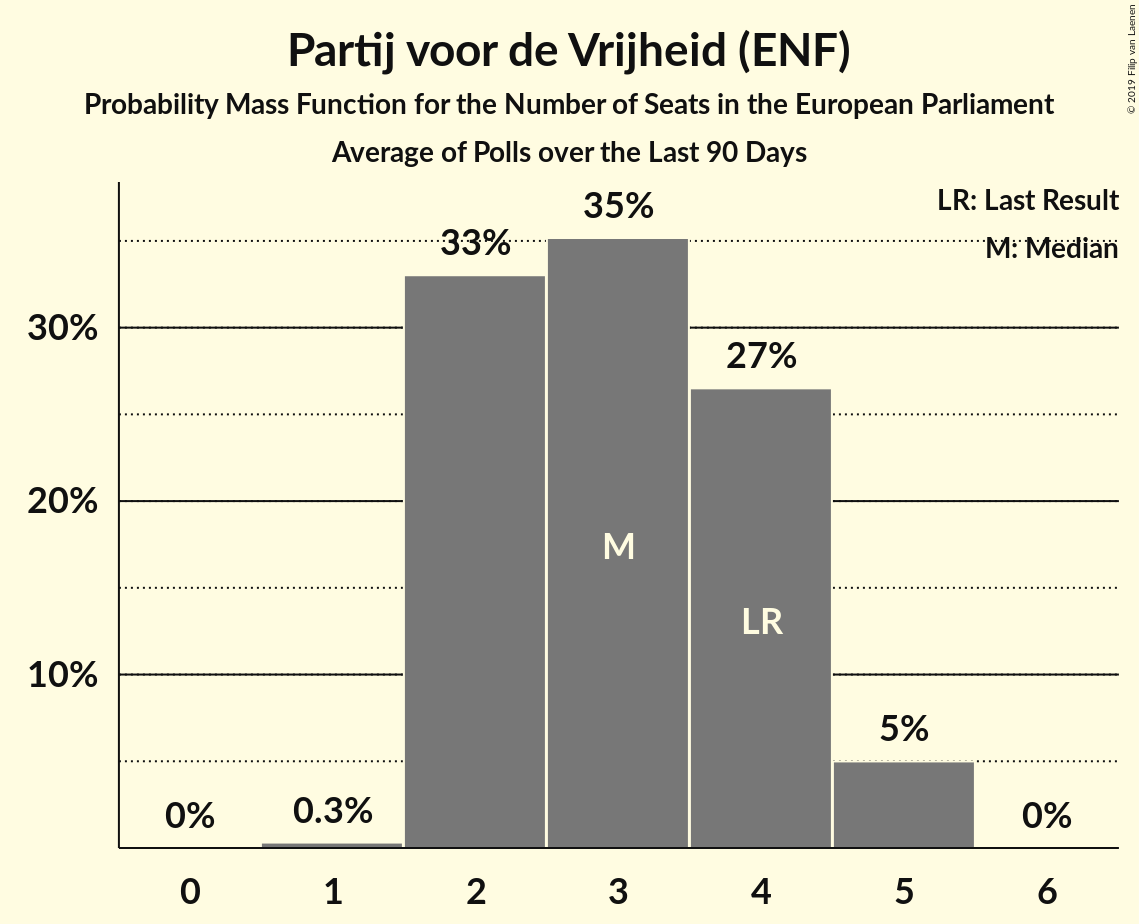 Partij voor de Vrijheid (ENF)
Probability Mass Function for the Number of Seats in the European Parliament
Average of Polls over the Last 90 Days
© 2019 Filip van Laenen
LR: Last Result
M: Median
35%
33%
30%
27%
20%
M
LR
10%
5%
0%
0.3%
0%
0 1 2 3 4 5 6